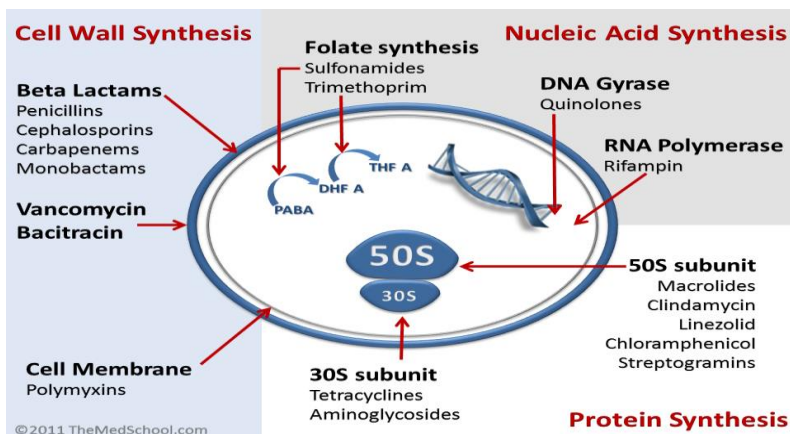 Cell Wall Synthesis
Beta Lactams
Penicillins
Cephalosporins
Carbapenems
Monobactams
Vancomycin
Bacitracin
Cell Membrane
Polymyxins
©2011 TheMedSchool.com
Folate synthesis
Sulfonamides
Trimethoprim
PABA
DHF A
THF A
50S
30S
30S subunit
Tetracyclines
Aminoglycosides
Nucleic Acid Synthesis
DNA Gyrase
Quinolones
RNA Polymerase
Rifampin
50S subunit
Macrolides
Clindamycin
Linezolid
Chloramphenicol
Streptogramins
Protein Synthesis